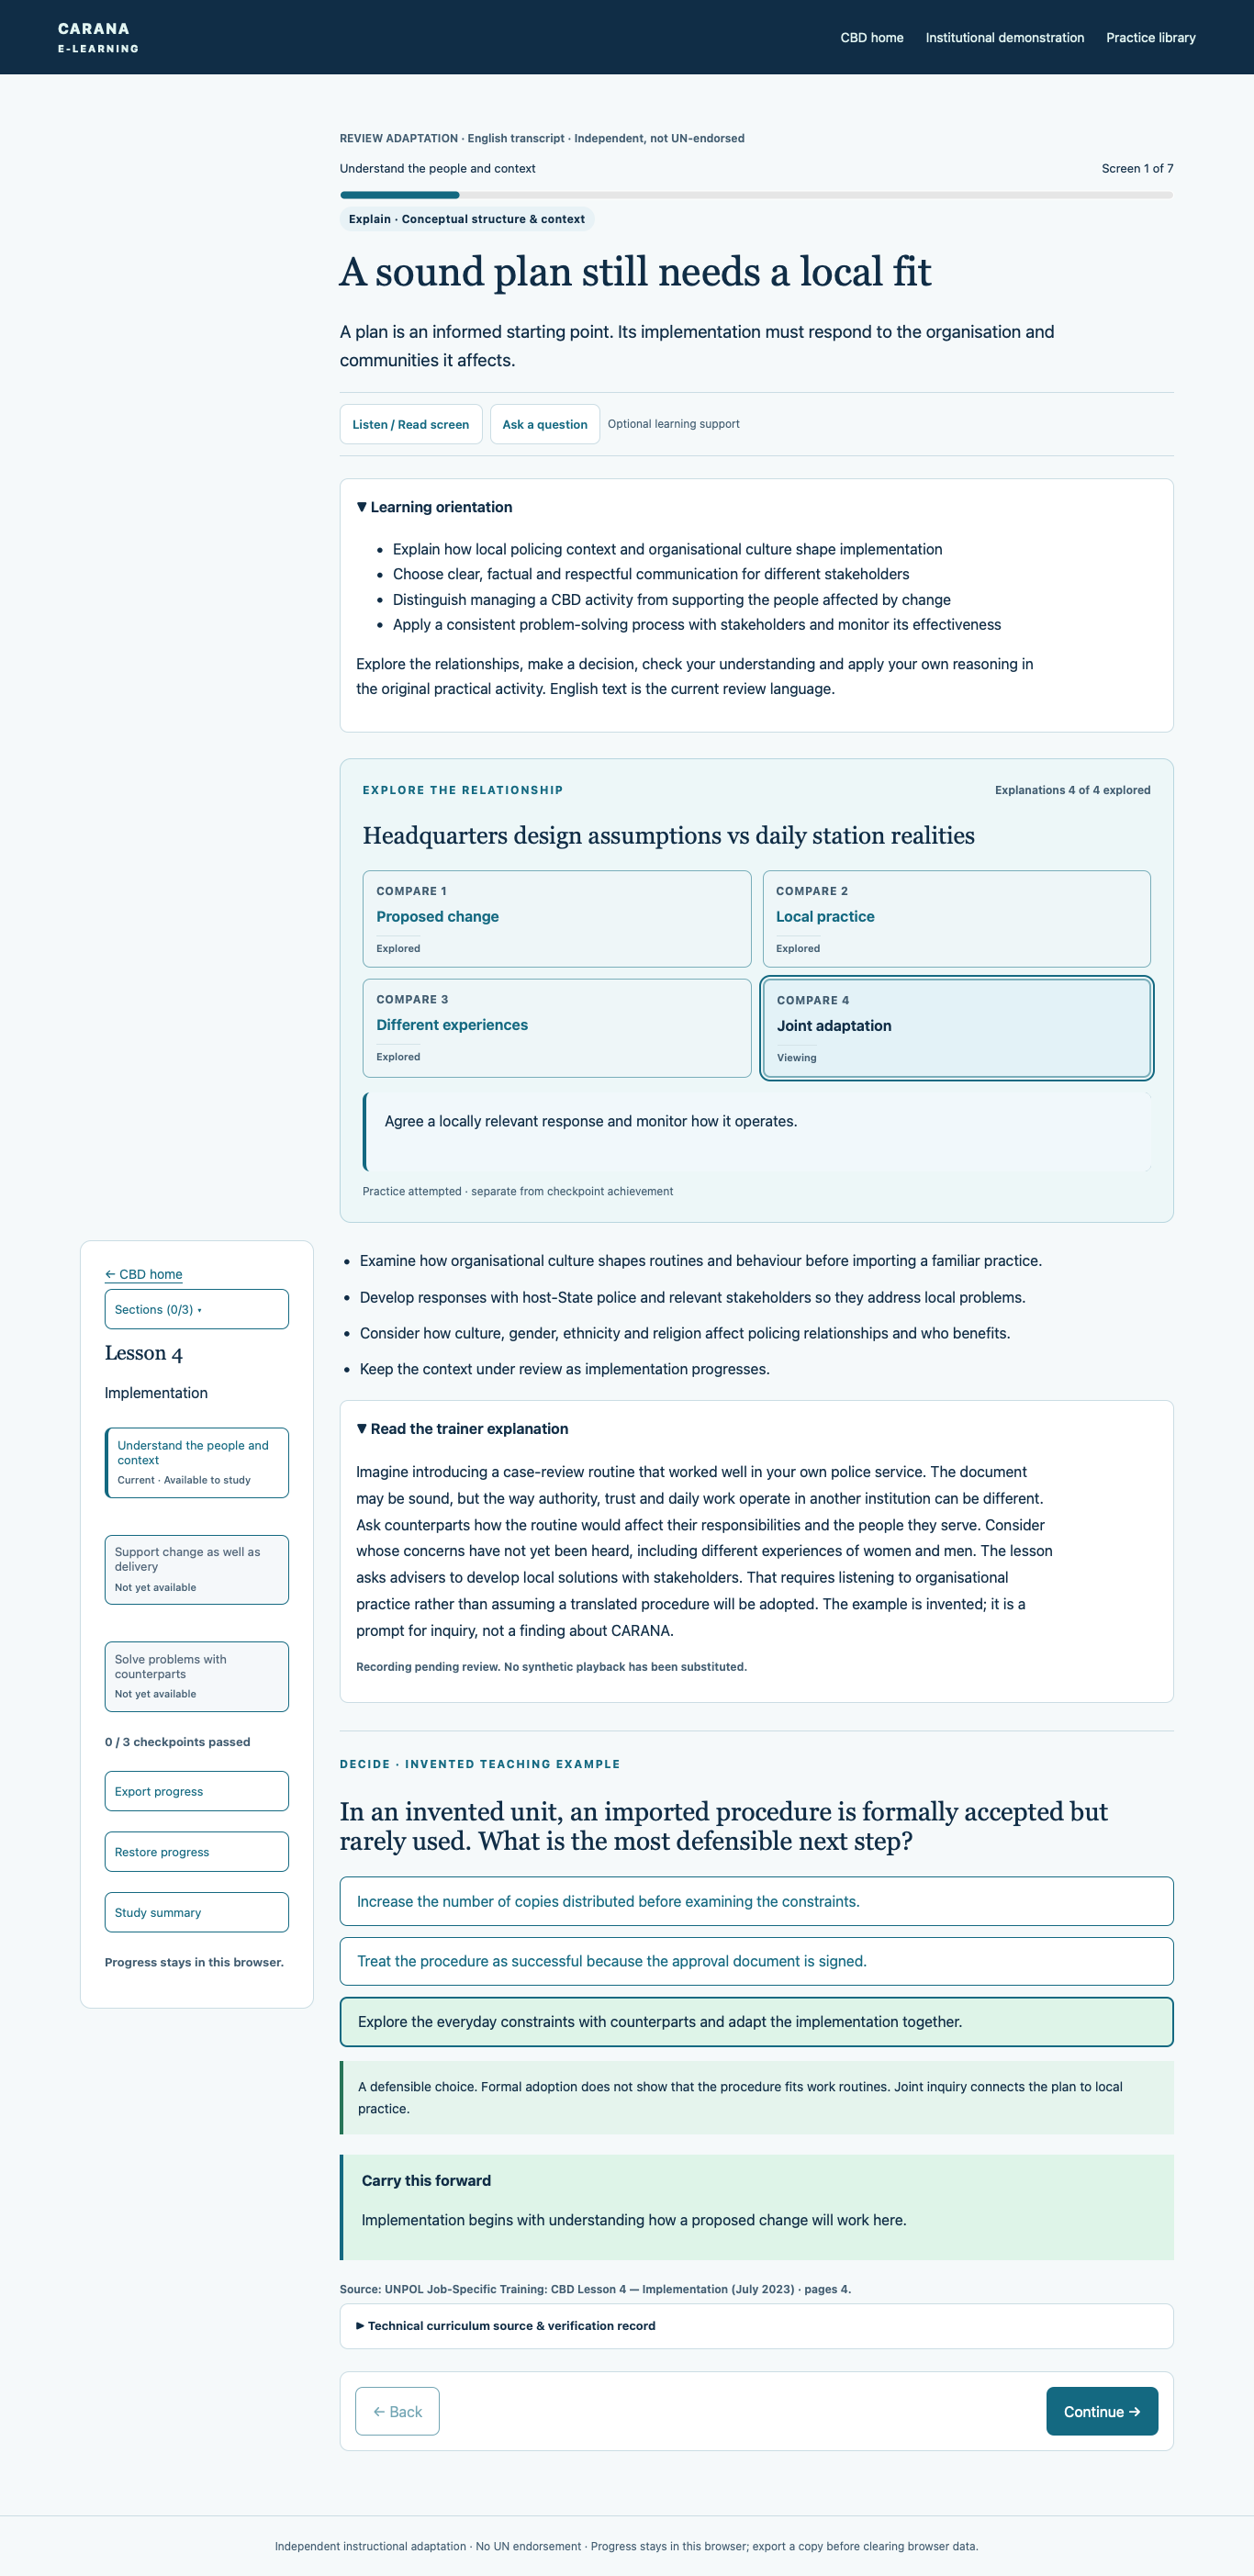 CARANA
E-LEARNING
CBD home
Institutional demonstration
Practice library
REVIEW ADAPTATION · English transcript · Independent, not UN-endorsed
Understand the people and context
Screen 1 of 7
Explain · Conceptual structure & context
A sound plan still needs a local fit
A plan is an informed starting point. Its implementation must respond to the organisation and
communities it affects.
Listen / Read screen
Ask a question
Optional learning support
▼ Learning orientation
• Explain how local policing context and organisational culture shape implementation
• Choose clear, factual and respectful communication for different stakeholders
• Distinguish managing a CBD activity from supporting the people affected by change
• Apply a consistent problem-solving process with stakeholders and monitor its effectiveness
Explore the relationships, make a decision, check your understanding and apply your own reasoning in
the original practical activity. English text is the current review language.
EXPLORE THE RELATIONSHIP
Explanations 4 of 4 explored
Headquarters design assumptions vs daily station realities
COMPARE 1
Proposed change
Explored
COMPARE 2
Local practice
Explored
COMPARE 3
Different experiences
Explored
COMPARE 4
Joint adaptation
Viewing
Agree a locally relevant response and monitor how it operates.
Practice attempted · separate from checkpoint achievement
← CBD home
Sections (0/3) ▾
Lesson 4
Implementation
Understand the people and
context
Current · Available to study
Support change as well as
delivery
Not yet available
Solve problems with
counterparts
Not yet available
0 / 3 checkpoints passed
Export progress
Restore progress
Study summary
Progress stays in this browser.
• Examine how organisational culture shapes routines and behaviour before importing a familiar practice.
• Develop responses with host-State police and relevant stakeholders so they address local problems.
• Consider how culture, gender, ethnicity and religion affect policing relationships and who benefits.
• Keep the context under review as implementation progresses.
▼ Read the trainer explanation
Imagine introducing a case-review routine that worked well in your own police service. The document
may be sound, but the way authority, trust and daily work operate in another institution can be different.
Ask counterparts how the routine would affect their responsibilities and the people they serve. Consider
whose concerns have not yet been heard, including different experiences of women and men. The lesson
asks advisers to develop local solutions with stakeholders. That requires listening to organisational
practice rather than assuming a translated procedure will be adopted. The example is invented; it is a
prompt for inquiry, not a finding about CARANA.
Recording pending review. No synthetic playback has been substituted.
DECIDE · INVENTED TEACHING EXAMPLE
In an invented unit, an imported procedure is formally accepted but
rarely used. What is the most defensible next step?
Increase the number of copies distributed before examining the constraints.
Treat the procedure as successful because the approval document is signed.
Explore the everyday constraints with counterparts and adapt the implementation together.
A defensible choice. Formal adoption does not show that the procedure fits work routines. Joint inquiry connects the plan to local
practice.
Carry this forward
Implementation begins with understanding how a proposed change will work here.
Source: UNPOL Job-Specific Training: CBD Lesson 4 — Implementation (July 2023) · pages 4.
▶ Technical curriculum source & verification record
← Back
Continue →
Independent instructional adaptation · No UN endorsement · Progress stays in this browser; export a copy before clearing browser data.